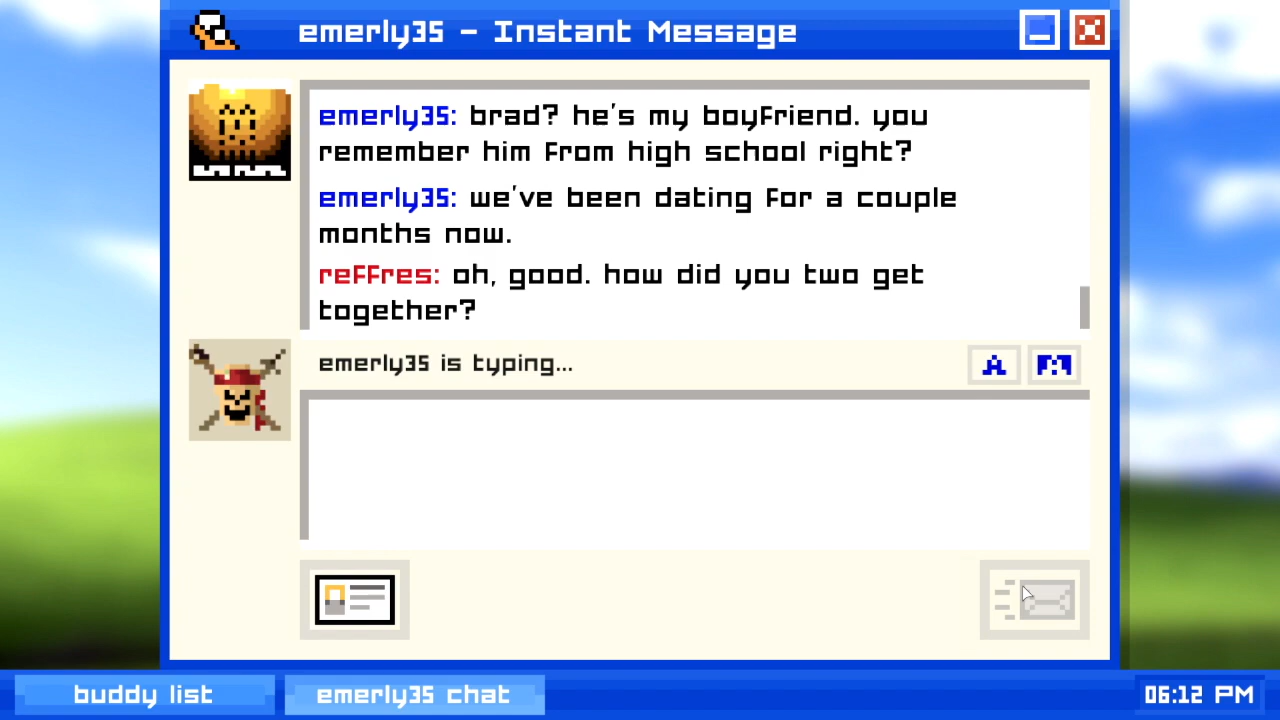 emerly35 - Instant Message
emerly35: brad? he's my boyfriend. you
remember him from high school right?
emerly35: we've been dating for a couple
months now.
reffres: oh, good. how did you two get
together?
emerly35 is typing...
A
buddy list
emerly35 chat
06:12 PM